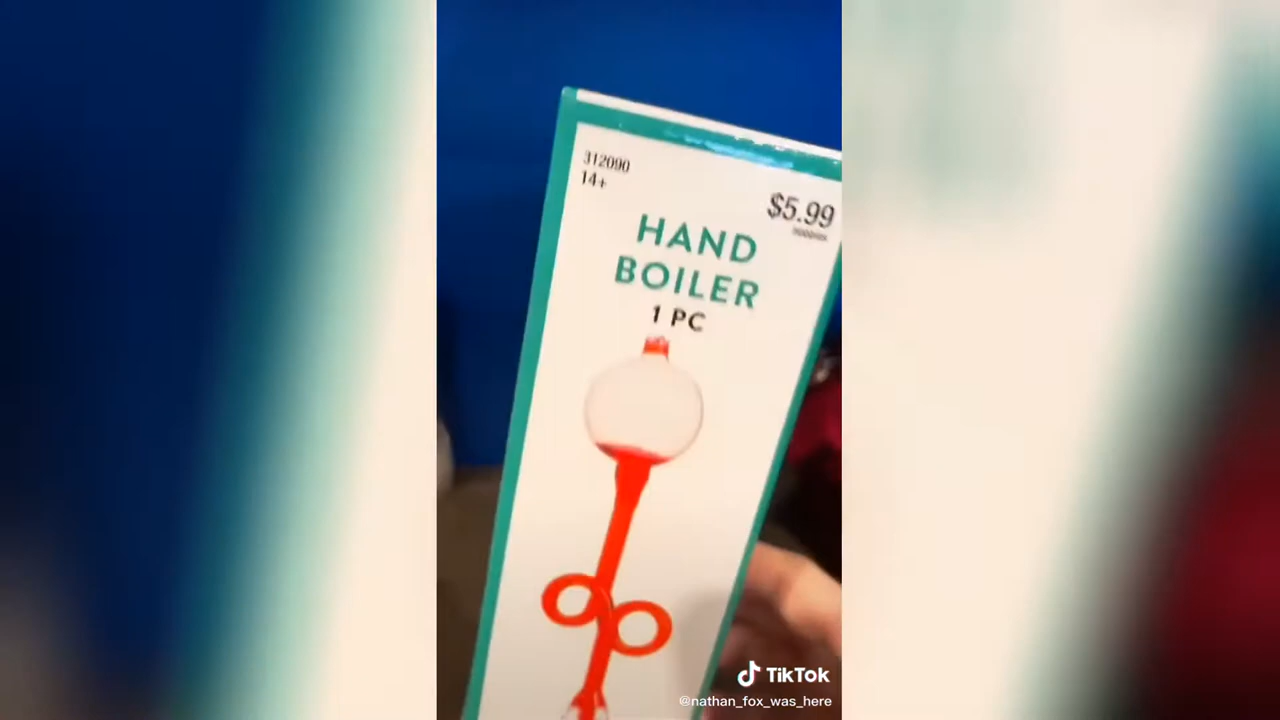 312090
14+
$5.99
HAND
BOILER
1 PC
TikTok
@nathan_fox_was_here